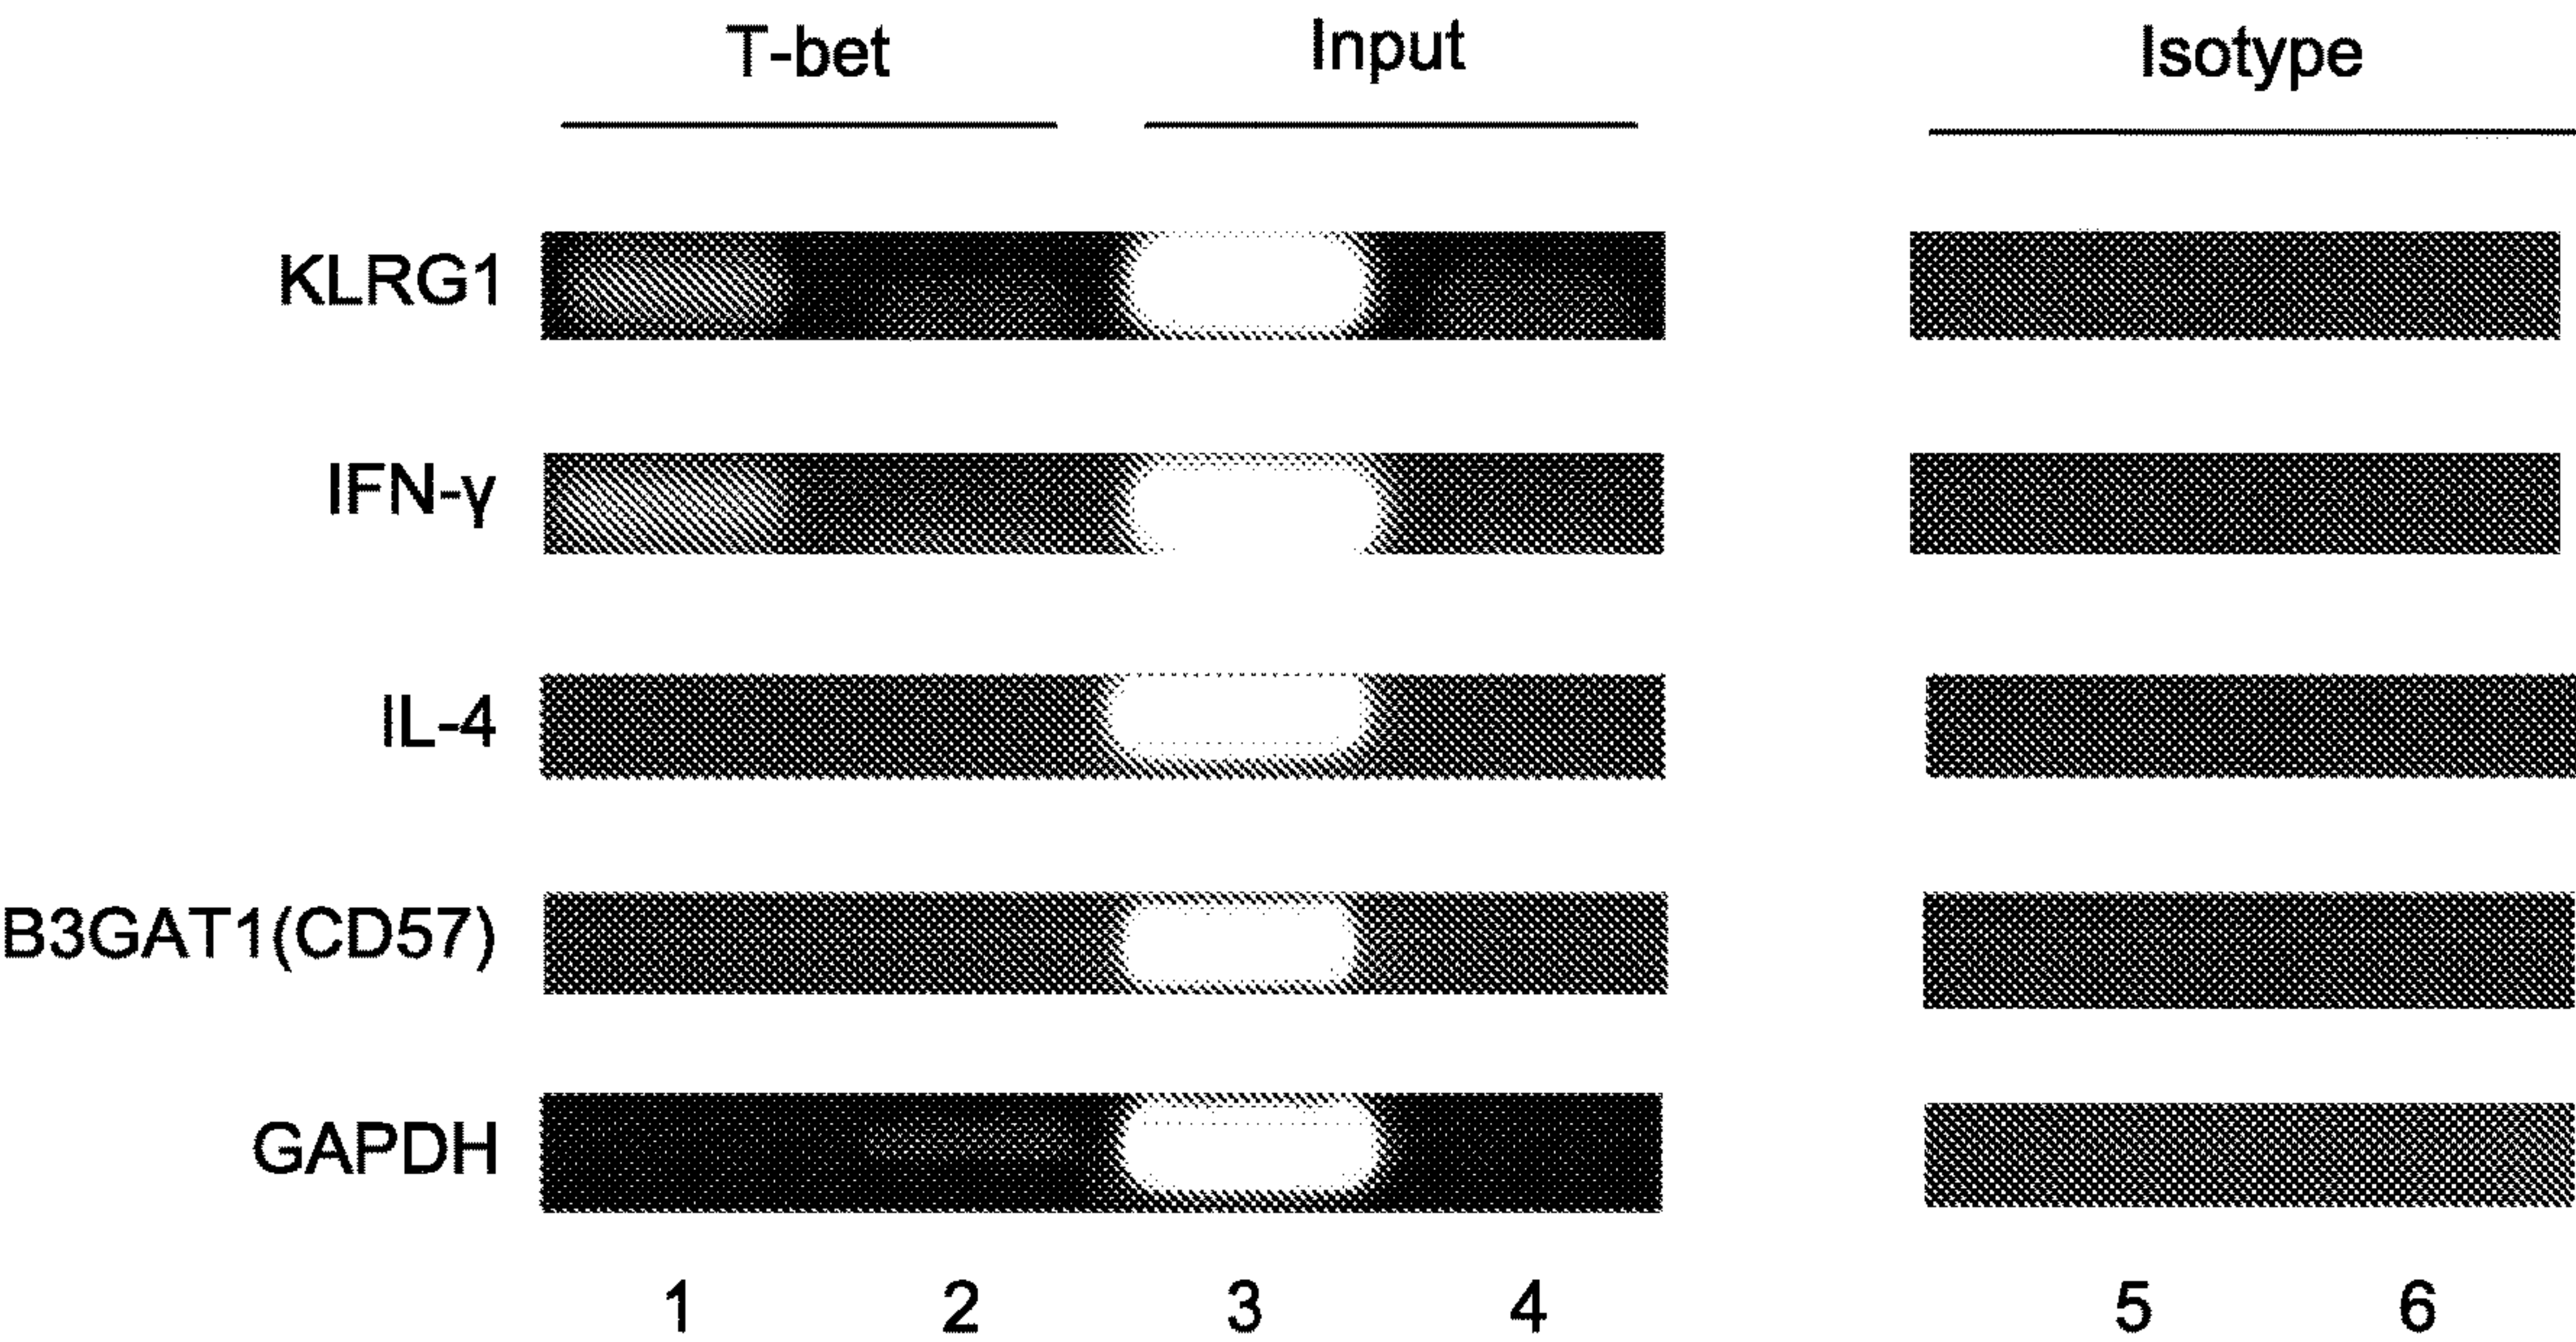 T-bet Input Isotype
KLRG1
IFN-γ
IL-4
B3GAT1(CD57)
GAPDH
1 2 3 4 5 6